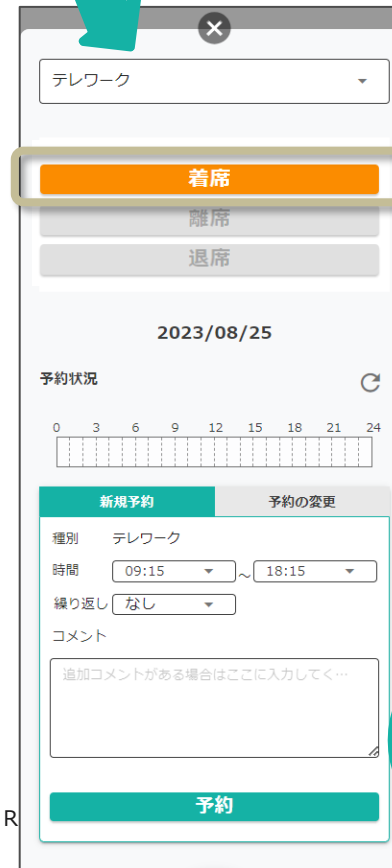 テレワーク
着席
離席
退席
2023/08/25
予約状況
0 3 6 9 12 15 18 21 24
新規予約 予約の変更
種別 テレワーク
時間 09:15 ～ 18:15
繰り返し なし
コメント
追加コメントがある場合はここに入力してく…
予約
R